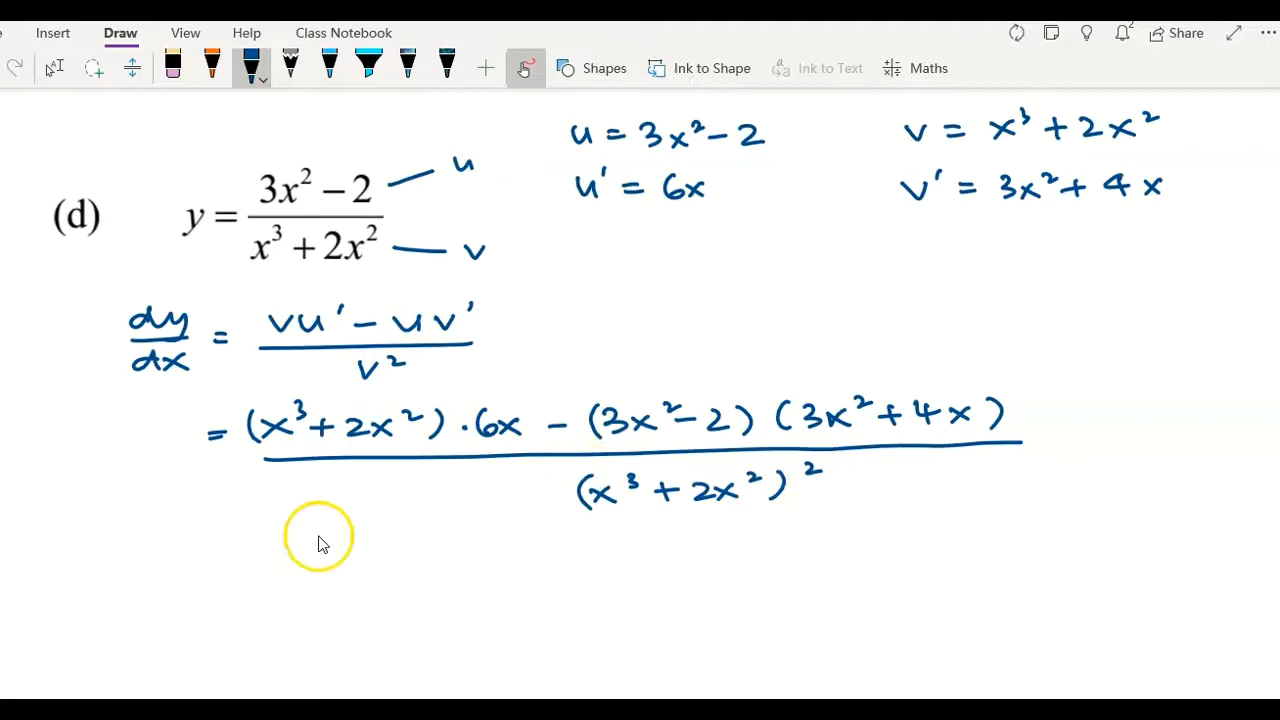 Insert Draw View Help Class Notebook 2 Share
Shapes Ink to Shape Ink to Text Maths
u = 3x² − 2 v = x³ + 2x²
u' = 6x v' = 3x² + 4x
(d) y = (3x² − 2)/(x³ + 2x²) u v
dy/dx = (vu' − uv')/v²
= ((x³ + 2x²) · 6x − (3x² − 2)(3x² + 4x))/(x³ + 2x²)²